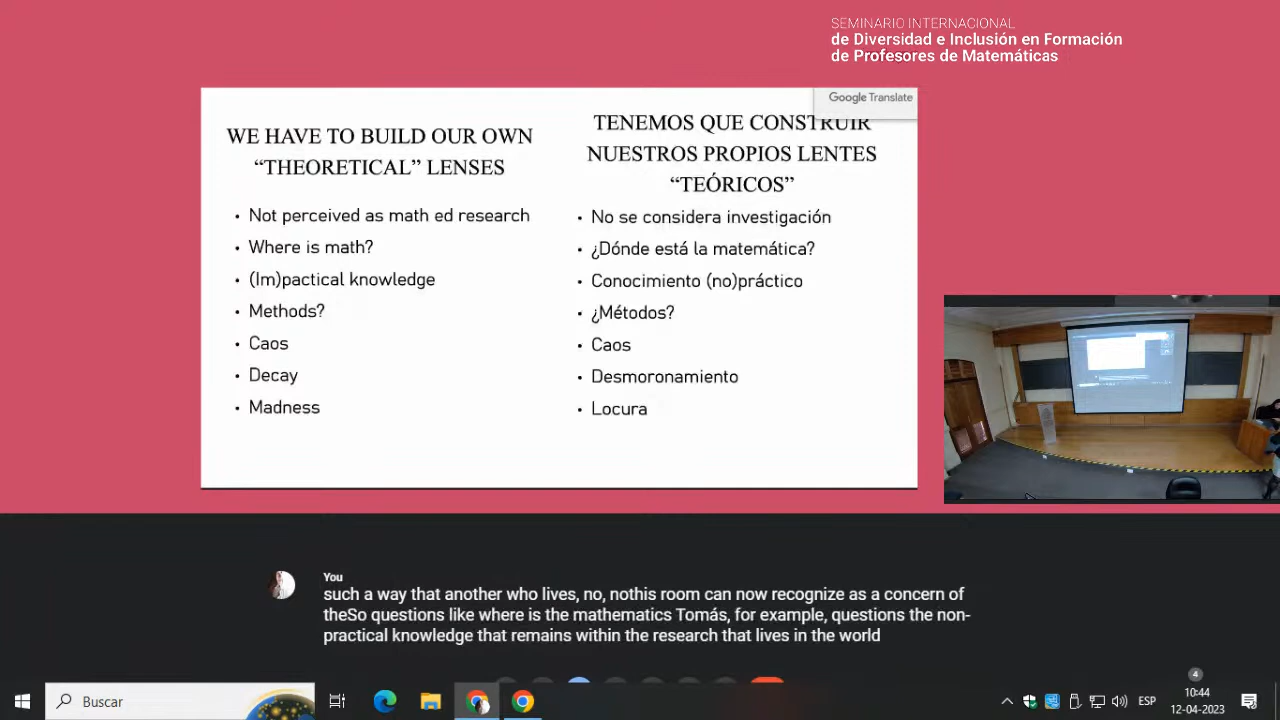 SEMINARIO INTERNACIONAL
de Diversidad e Inclusión en Formación
de Profesores de Matemáticas
Google Translate
WE HAVE TO BUILD OUR OWN
“THEORETICAL” LENSES
• Not perceived as math ed research
• Where is math?
• (Im)pactical knowledge
• Methods?
• Caos
• Decay
• Madness
TENEMOS QUE CONSTRUIR
NUESTROS PROPIOS LENTES
“TEÓRICOS”
• No se considera investigación
• ¿Dónde está la matemática?
• Conocimiento (no)práctico
• ¿Métodos?
• Caos
• Desmoronamiento
• Locura
You
such a way that another who lives, no, nothis room can now recognize as a concern of
theSo questions like where is the mathematics Tomás, for example, questions the non-
practical knowledge that remains within the research that lives in the world
Buscar
4
ESP
10:44
12-04-2023